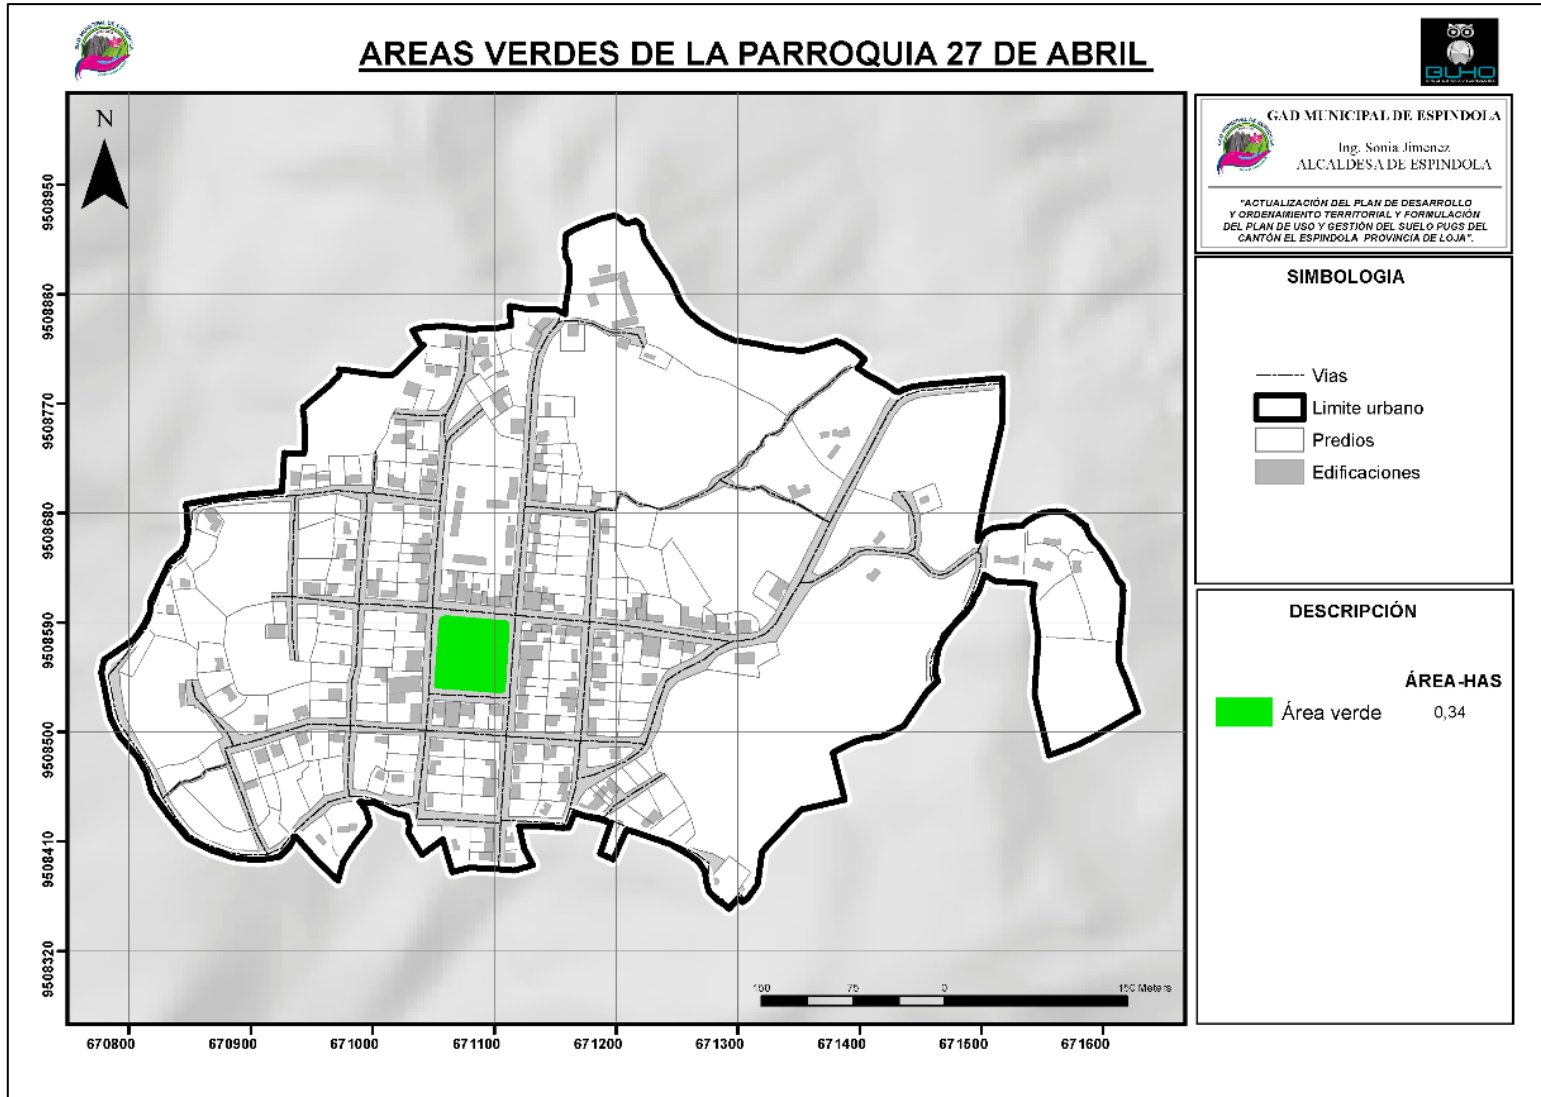 AREAS VERDES DE LA PARROQUIA 27 DE ABRIL
BUHO
N
GAD MUNICIPAL DE ESPINDOLA
Ing. Sonia Jimenez
ALCALDESA DE ESPINDOLA
"ACTUALIZACIÓN DEL PLAN DE DESARROLLO
Y ORDENAMIENTO TERRITORIAL Y FORMULACIÓN
DEL PLAN DE USO Y GESTIÓN DEL SUELO PUGS DEL
CANTÓN EL ESPINDOLA PROVINCIA DE LOJA".
SIMBOLOGIA
Vias
Limite urbano
Predios
Edificaciones
DESCRIPCIÓN
ÁREA-HAS
Área verde 0,34
9508950
9508880
9508770
9508680
9508590
9508500
9508410
9508320
150 75 0 150 Meters
670800 670900 671000 671100 671200 671300 671400 671500 671600